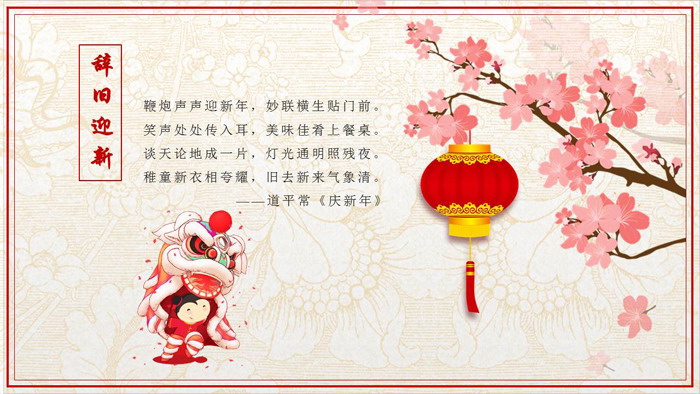 辞旧迎新
鞭炮声声迎新年，妙联横生贴门前。
笑声处处传入耳，美味佳肴上餐桌。
谈天论地成一片，灯光通明照残夜。
稚童新衣相夸耀，旧去新来气象清。
——道平常《庆新年》